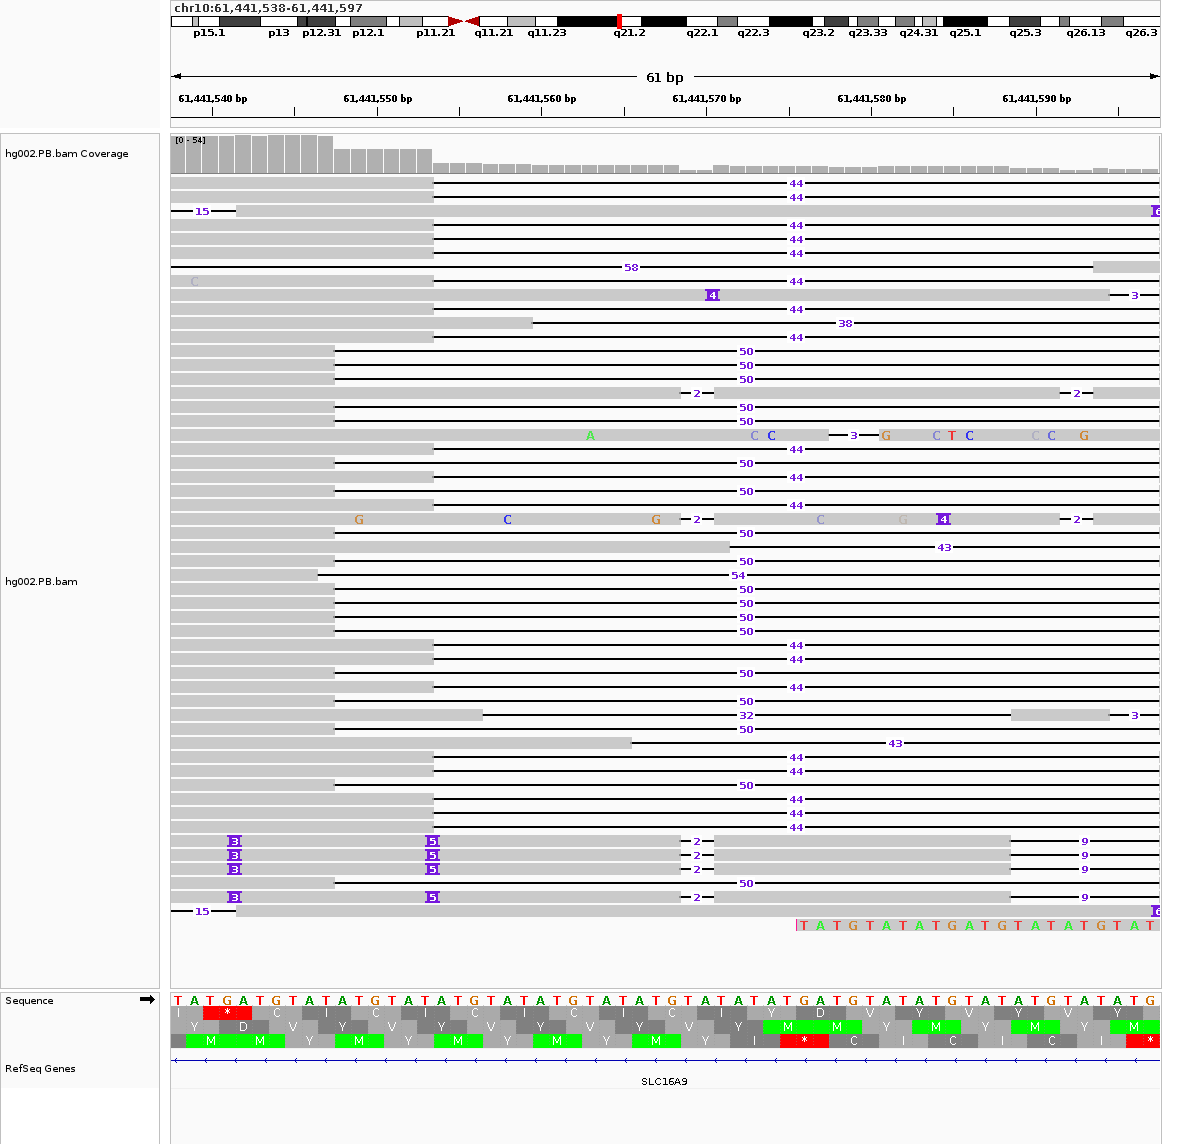 chr10:61,441,538-61,441,597
p15.1 p13 p12.31 p12.1 p11.21 q11.21 q11.23 q21.2 q22.1 q22.3 q23.2 q23.33 q24.31 q25.1 q25.3 q26.13 q26.3
61 bp
61,441,540 bp 61,441,550 bp 61,441,560 bp 61,441,570 bp 61,441,580 bp 61,441,590 bp
[0 - 54]
hg002.PB.bam Coverage
44
44
15
44
44
44
58
C 44
4 3
44
38
44
50
50
50
2 2
50
50
A C C 3 G C T C C C G
44
50
44
50
44
G C G 2 C G 4 2
50
43
50
54
hg002.PB.bam
50
50
50
50
44
44
50
44
50
32 3
50
43
44
44
50
44
44
44
3 5 2 9
3 5 2 9
3 5 2 9
50
3 5 2 9
15
T A T G T A T A T G A T G T A T A T G T A T
Sequence T A T G A T G T A T A T G T A T A T G T A T A T G T A T A T G T A T A T A T G A T G T A T A T G T A T A T G T A T A T G
I * C I C I C I C I C I Y D V Y V Y V Y
Y D V Y V Y V Y V Y V Y M M Y M Y M Y M
M M Y M Y M Y M Y M Y I * C I C I C I *
RefSeq Genes
SLC16A9